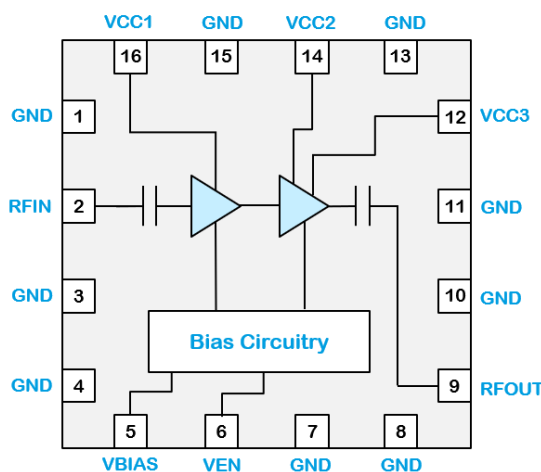 VCC1 GND VCC2 GND
16 15 14 13
GND 1 12 VCC3
RFIN 2 11 GND
GND 3 10 GND
Bias Circuitry
GND 4 9 RFOUT
5 6 7 8
VBIAS VEN GND GND